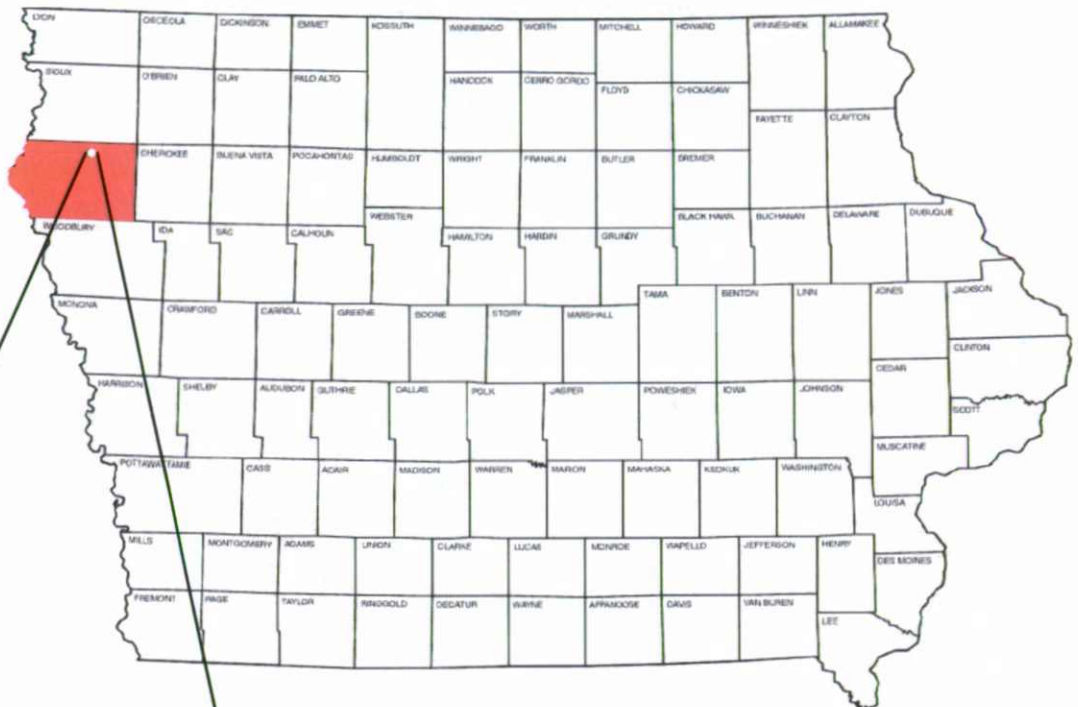 LYON OSCEOLA DICKINSON EMMET KOSSUTH WINNEBAGO WORTH MITCHELL HOWARD WINNESHIEK ALLAMAKEE
SIOUX O'BRIEN CLAY PALO ALTO HANCOCK CERRO GORDO FLOYD CHICKASAW
FAYETTE CLAYTON
CHEROKEE BUENA VISTA POCAHONTAS HUMBOLDT WRIGHT FRANKLIN BUTLER BREMER
WOODBURY IDA SAC CALHOUN WEBSTER HAMILTON HARDIN GRUNDY BLACK HAWK BUCHANAN DELAWARE DUBUQUE
MONONA CRAWFORD CARROLL GREENE BOONE STORY MARSHALL TAMA BENTON LINN JONES JACKSON
CLINTON
CEDAR
HARRISON SHELBY AUDUBON GUTHRIE DALLAS POLK JASPER POWESHIEK IOWA JOHNSON SCOTT
MUSCATINE
POTTAWATTAMIE CASS ADAIR MADISON WARREN MARION MAHASKA KEOKUK WASHINGTON
LOUISA
MILLS MONTGOMERY ADAMS UNION CLARKE LUCAS MONROE WAPELLO JEFFERSON HENRY
DES MOINES
FREMONT PAGE TAYLOR RINGGOLD DECATUR WAYNE APPANOOSE DAVIS VAN BUREN
LEE